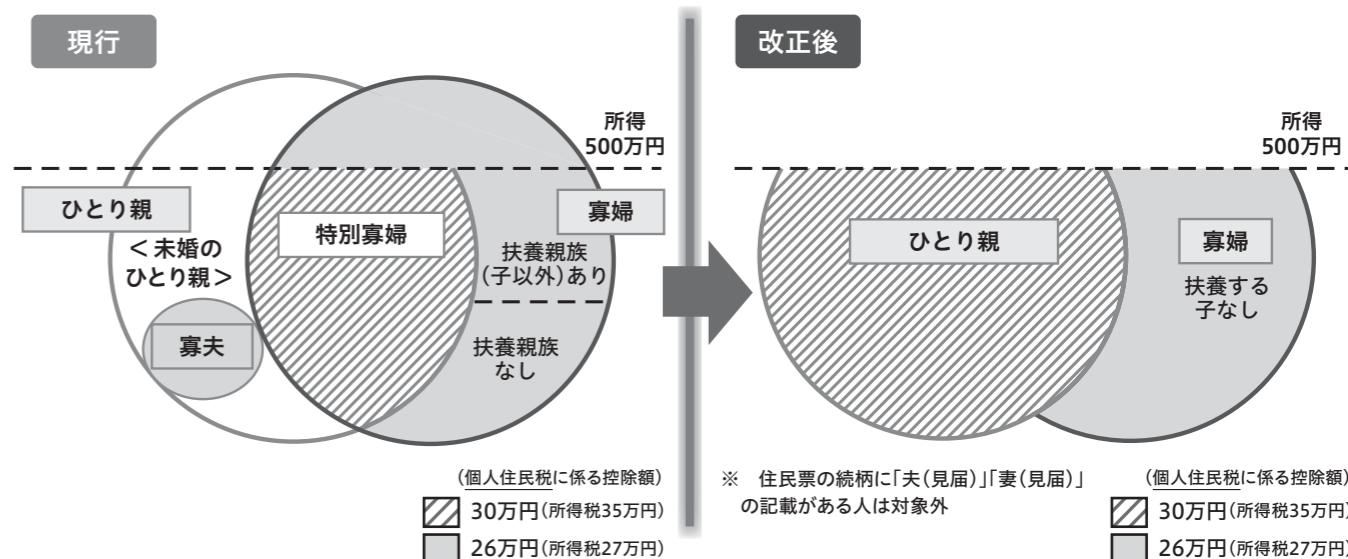 現行
所得
500万円
ひとり親
<未婚の
ひとり親>
寡夫
特別寡婦
寡婦
扶養親族
(子以外)あり
扶養親族
なし
(個人住民税に係る控除額)
30万円(所得税35万円)
26万円(所得税27万円)
改正後
所得
500万円
ひとり親
寡婦
扶養する
子なし
※ 住民票の続柄に「夫(見届)」「妻(見届)」
の記載がある人は対象外
(個人住民税に係る控除額)
30万円(所得税35万円)
26万円(所得税27万円)